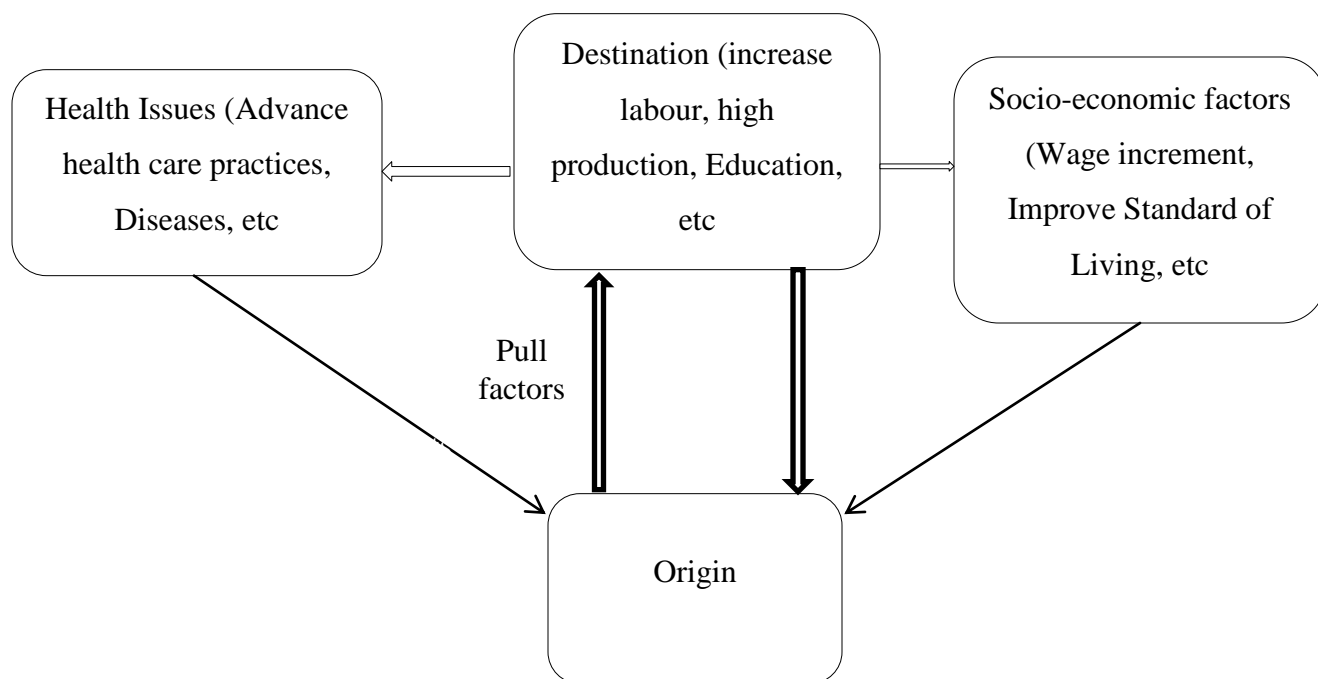 Health Issues (Advance
health care practices,
Diseases, etc
Destination (increase
labour, high
production, Education,
etc
Socio-economic factors
(Wage increment,
Improve Standard of
Living, etc
Pull
factors
Origin